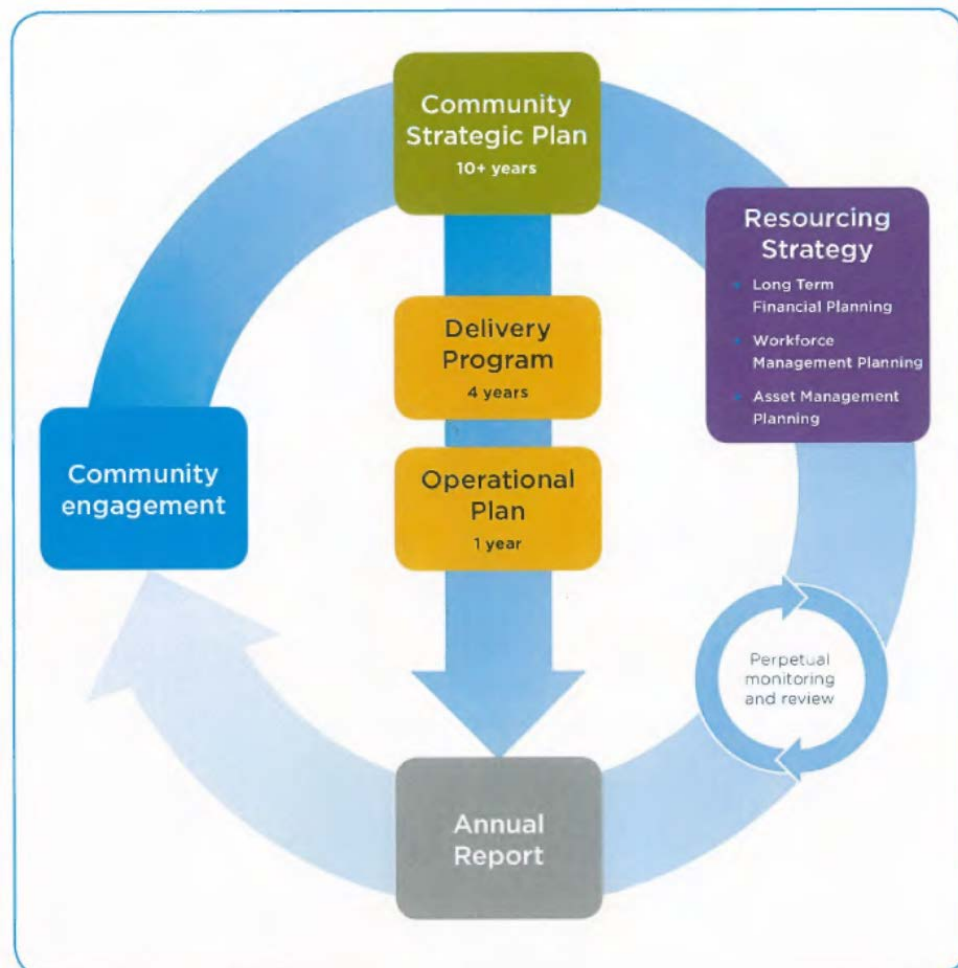 Community
Strategic Plan
10+ years
Resourcing
Strategy
Long Term
Financial Planning
Workforce
Management Planning
Asset Management
Planning
Delivery
Program
4 years
Community
engagement
Operational
Plan
1 year
Perpetual
monitoring
and review
Annual
Report